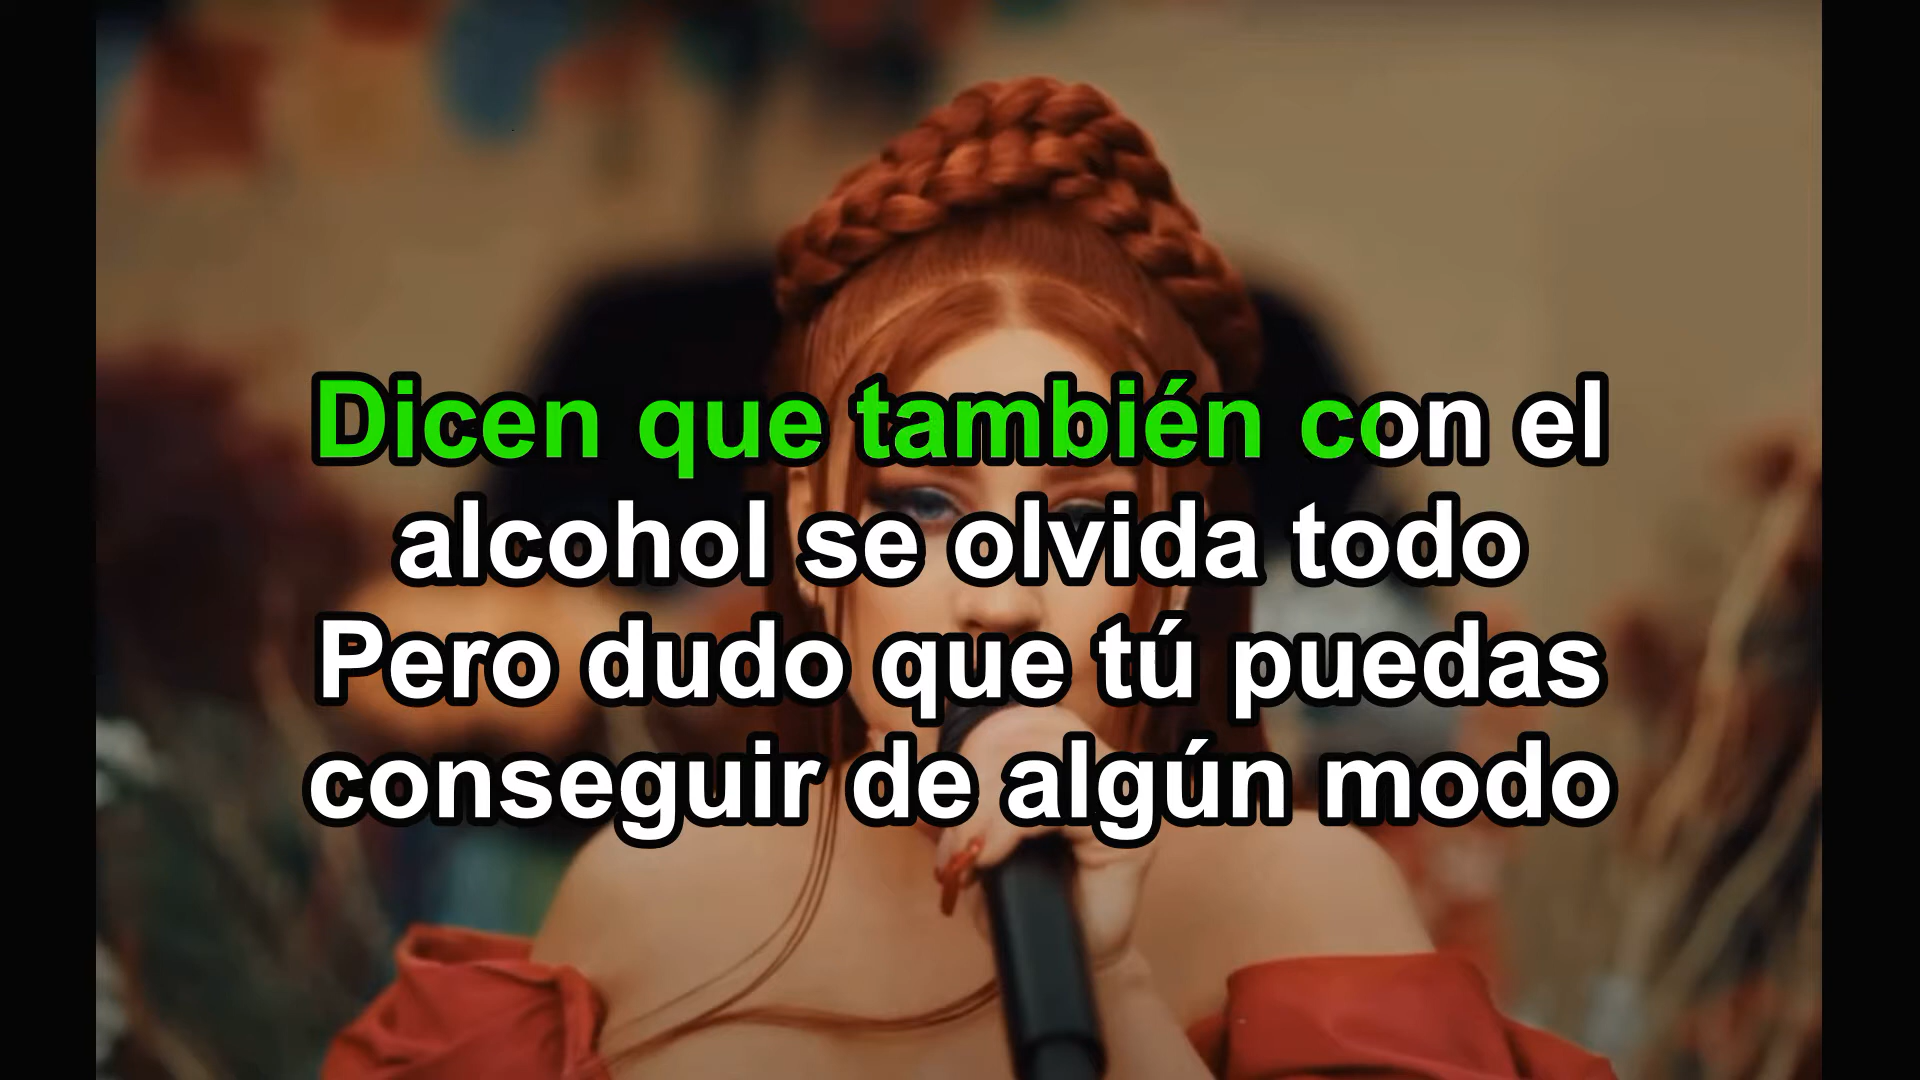 Dicen que también con el
alcohol se olvida todo
Pero dudo que tú puedas
conseguir de algún modo